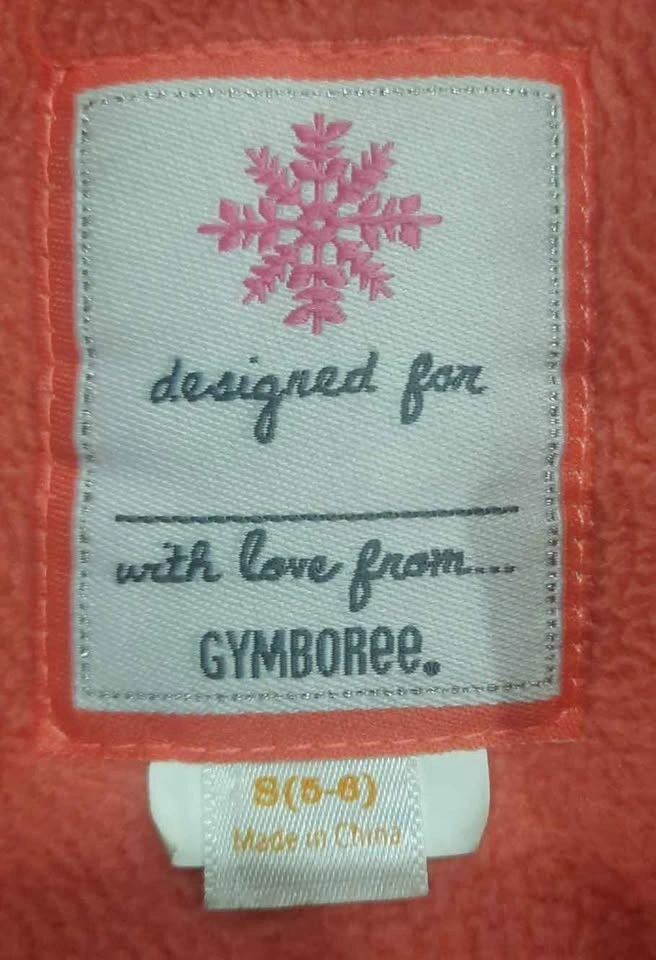 designed for
with love from...
GYMBORee.
S(5-6)
Made in China